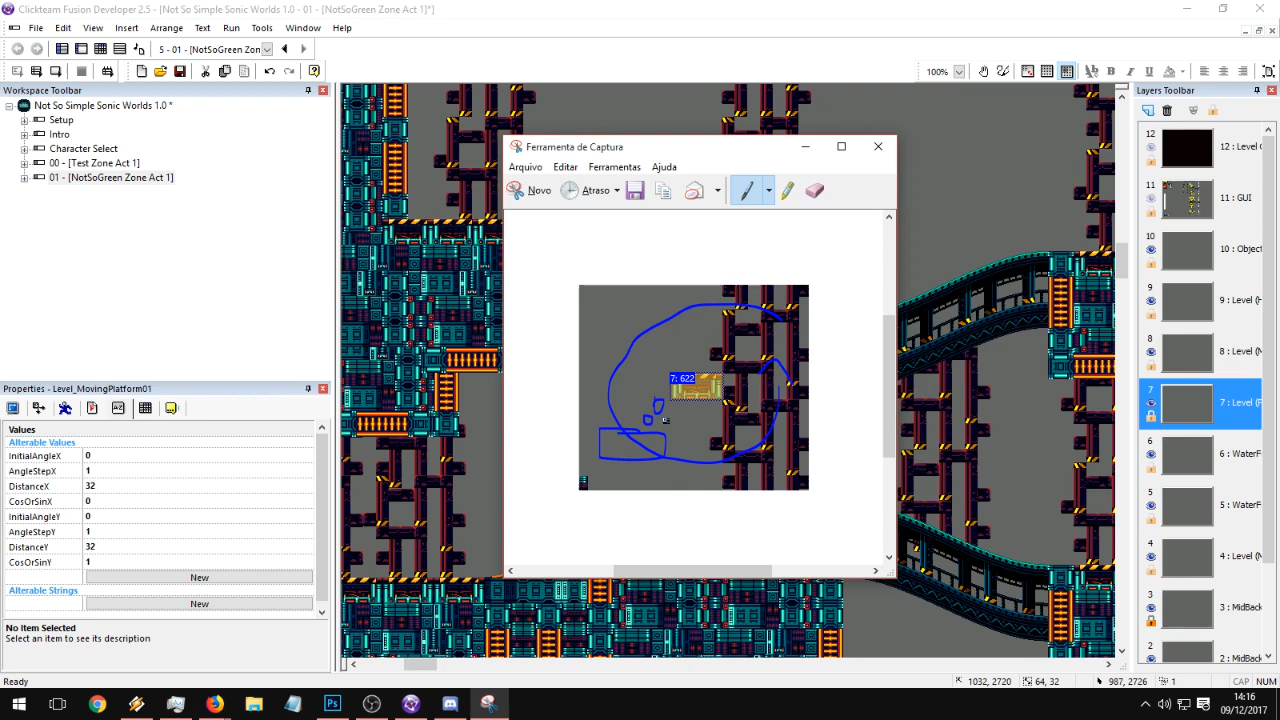 Clickteam Fusion Developer 2.5 - [Not So Simple Sonic Worlds 1.0 - 01 - [NotSoGreen Zone Act 1]*]
File Edit View Insert Arrange Text Run Tools Window Help
5 - 01 - [NotSoGreen Zon
100%
Workspace Toolbar
Not So Simple Sonic Worlds 1.0 *
Setup
Intro
Character Select
00 - [Test Zone Act 1]
01 - [NotSoGreen Zone Act 1]
Properties - Level_MovingPlatform01
Values
Alterable Values
InitialAngleX 0
AngleStepX 1
DistanceX 32
CosOrSinX 0
InitialAngleY 0
AngleStepY 1
DistanceY 32
CosOrSinY 1
New
Alterable Strings
New
No Item Selected
Select an item to see its description
Ferramenta de Captura
Arquivo Editar Ferramentas Ajuda
Novo Atraso
7: 622
Layers Toolbar
12 12 : Level (
11 11 : GUI
10 10 : Object
9 9 : Level (H
8 8 : Level (N
7 7 : Level (F
6 6 : WaterF
5 5 : WaterF
4 4 : Level (N
3 3 : MidBack
2 2 : MidBack
Ready
1032, 2720 64, 32 987, 2726 1 CAP NUM
14:16
09/12/2017